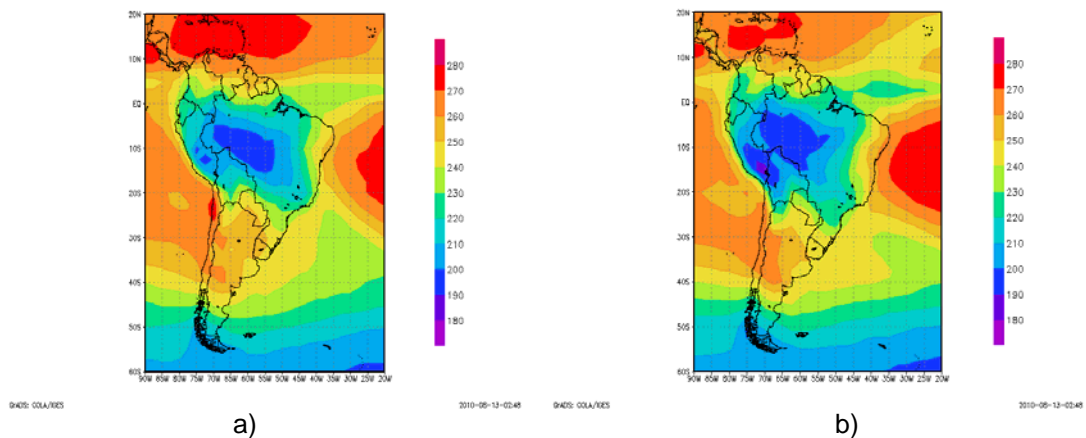 20N
10N
EQ
10S
20S
30S
40S
50S
60S
90W 85W 80W 75W 70W 65W 60W 55W 50W 45W 40W 35W 30W 25W 20W
280
270
260
250
240
230
220
210
200
190
180
GrADS: COLA/IGES
2010-08-13-02:48
a)
20N
10N
EQ
10S
20S
30S
40S
50S
60S
90W 85W 80W 75W 70W 65W 60W 55W 50W 45W 40W 35W 30W 25W 20W
280
270
260
250
240
230
220
210
200
190
180
GrADS: COLA/IGES
2010-08-13-02:48
b)